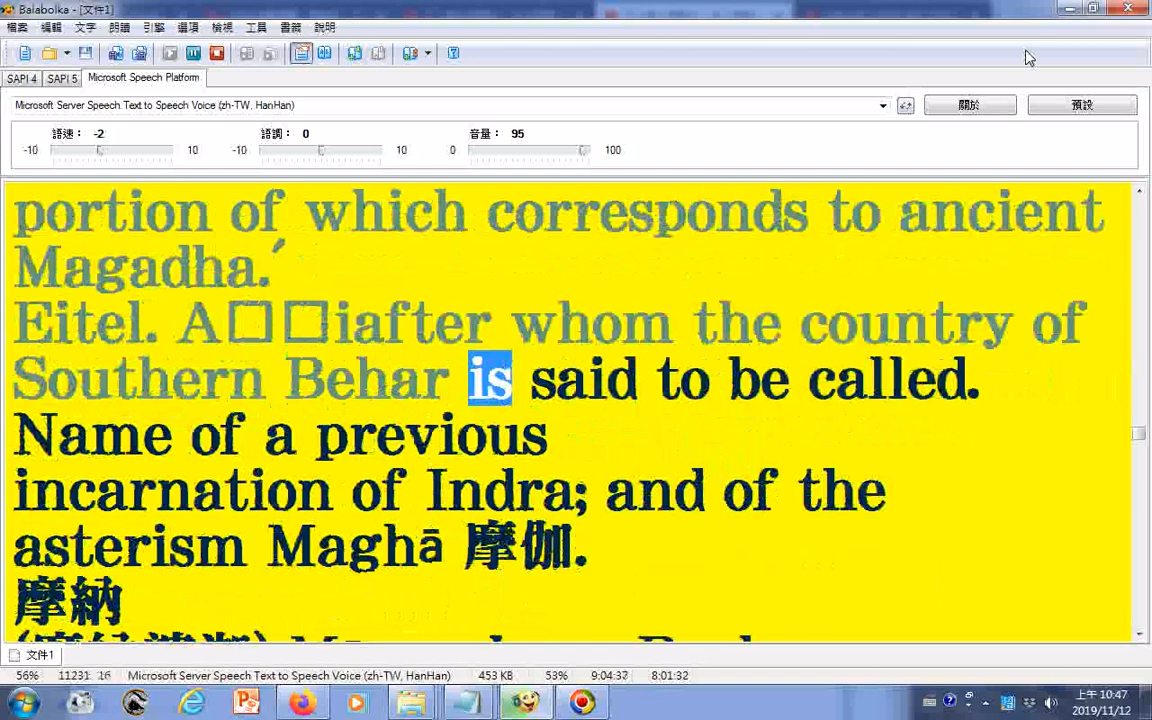 Balabolka - [文件1]
檔案 編輯 文字 朗讀 引擎 選項 檢視 工具 書籤 說明
SAPI 4 SAPI 5 Microsoft Speech Platform
Microsoft Server Speech Text to Speech Voice (zh-TW, HanHan) 關於 預設
語速： -2 語調： 0 音量： 95
-10 10 -10 10 0 100
portion of which corresponds to ancient
Magadha.′
Eitel. A□□iafter whom the country of
Southern Behar is said to be called.
Name of a previous
incarnation of Indra; and of the
asterism Maghā 摩伽.
摩納
文件1
56% 11231: 16 Microsoft Server Speech Text to Speech Voice (zh-TW, HanHan) 453 KB 53% 9:04:37 8:01:32
上午 10:47
2019/11/12